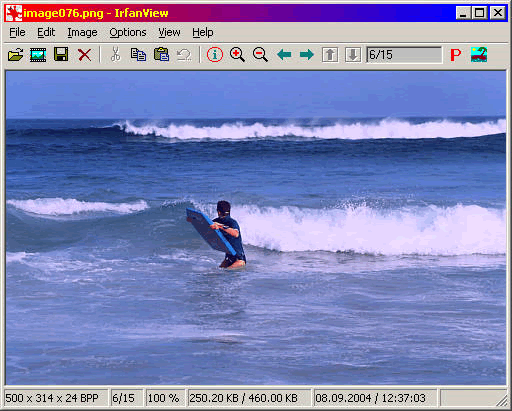 image076.png - IrfanView
File Edit Image Options View Help
6/15 P
500 x 314 x 24 BPP 6/15 100 % 250.20 KB / 460.00 KB 08.09.2004 / 12:37:03